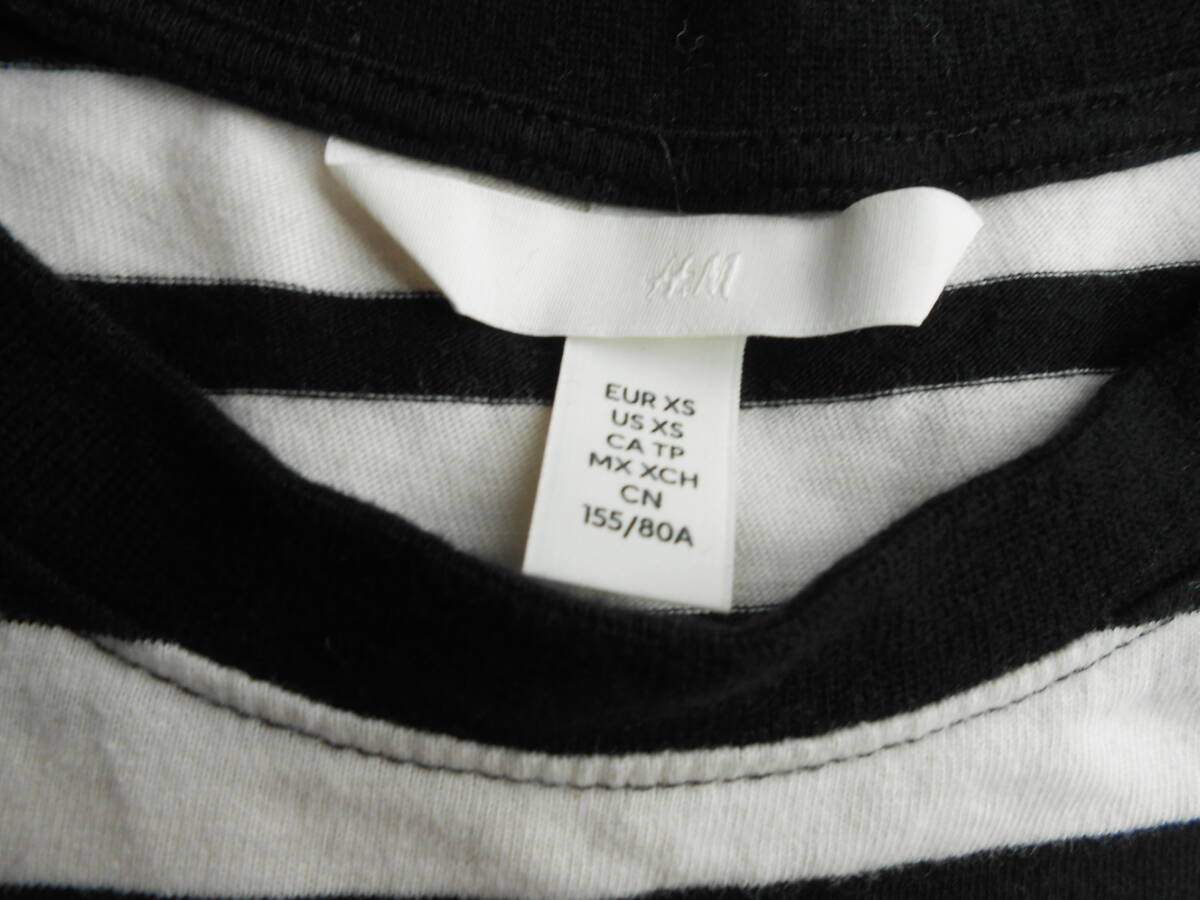 H&M
EUR XS
US XS
CA TP
MX XCH
CN
155/80A